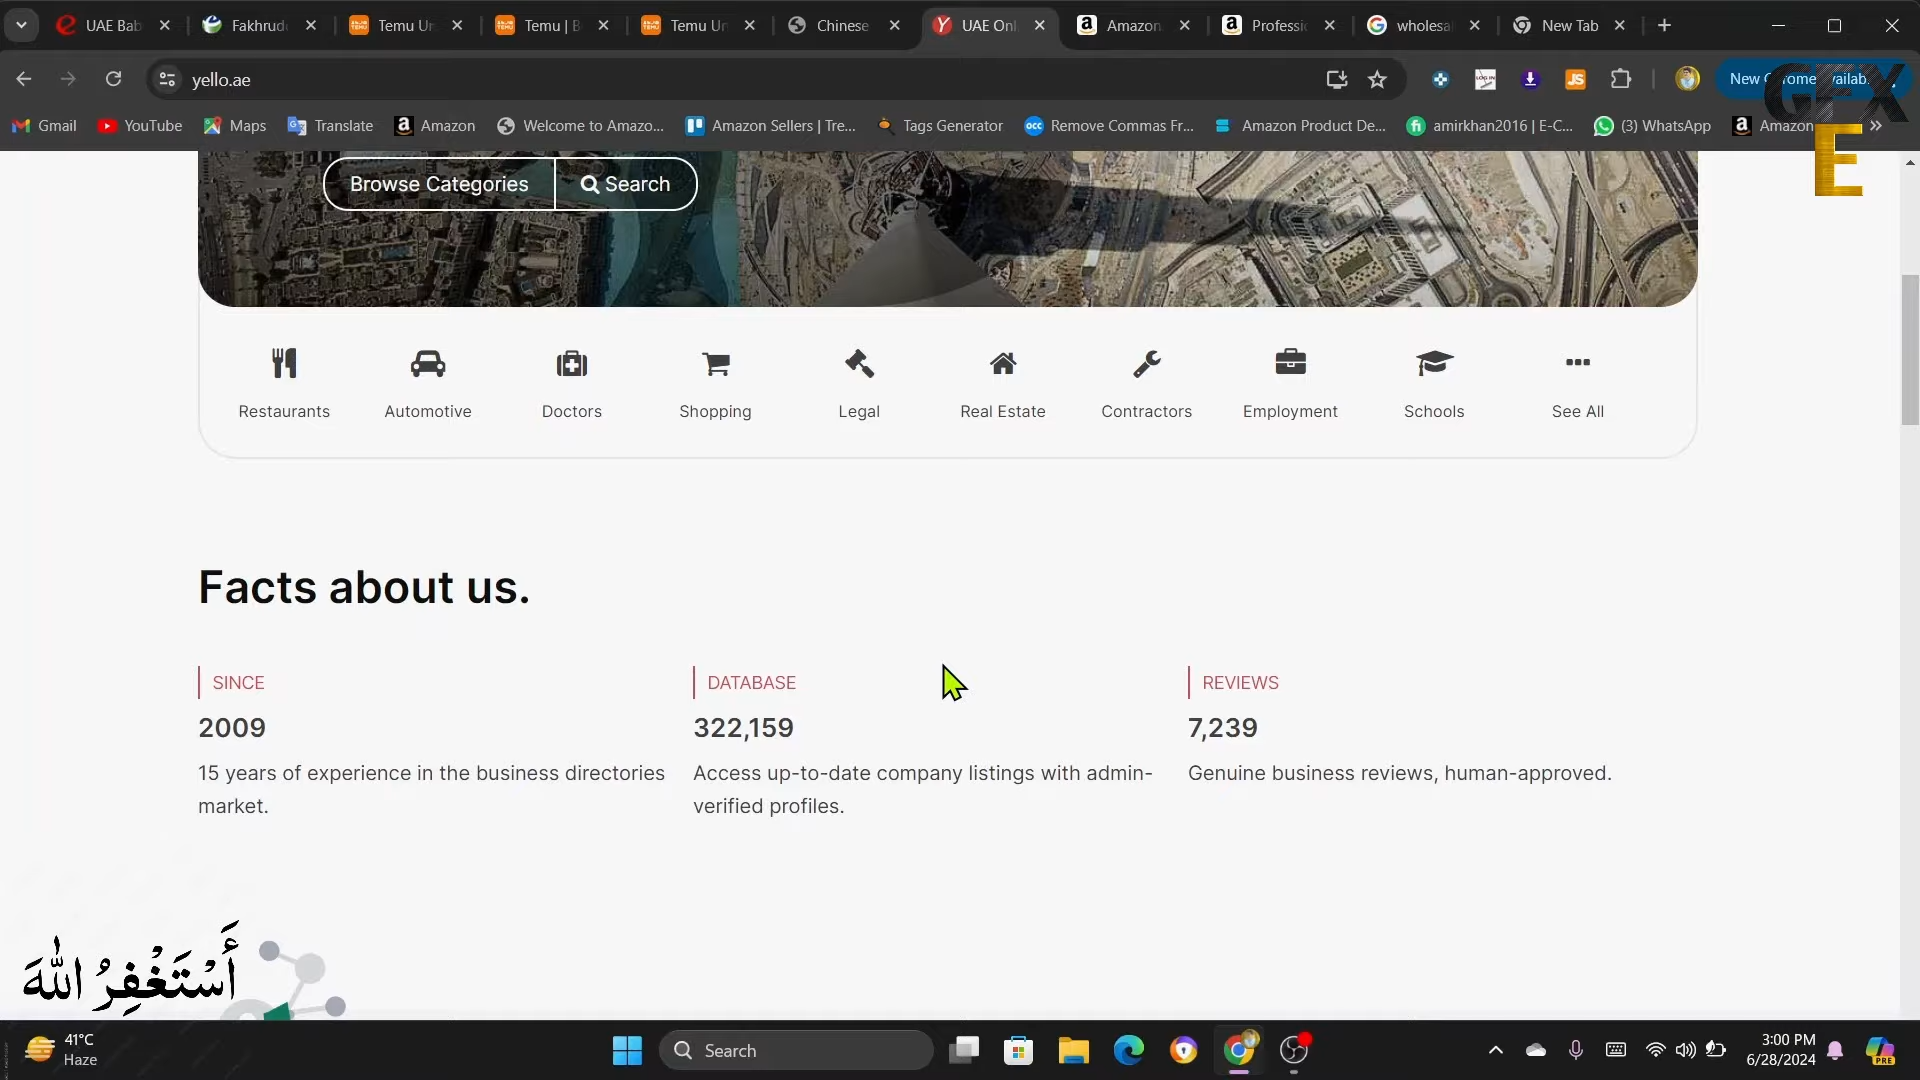 UAE Bab
Fakhrud
Temu Un
Temu | B
Temu Un
Chinese
UAE Onl
Amazon
Professio
wholesa
New Tab
yello.ae
Gmail
YouTube
Maps
Translate
Amazon
Welcome to Amazo...
Amazon Sellers | Tre...
Tags Generator
Remove Commas Fr...
Amazon Product De...
amirkhan2016 | E-C...
(3) WhatsApp
Amazon
GFX
E
Browse Categories
Search
Restaurants
Automotive
Doctors
Shopping
Legal
Real Estate
Contractors
Employment
Schools
See All
Facts about us.
SINCE
2009
15 years of experience in the business directories
market.
DATABASE
322,159
Access up-to-date company listings with admin-
verified profiles.
REVIEWS
7,239
Genuine business reviews, human-approved.
أَسْتَغْفِرُ اللهَ
41°C
Haze
Search
3:00 PM
6/28/2024
PRE